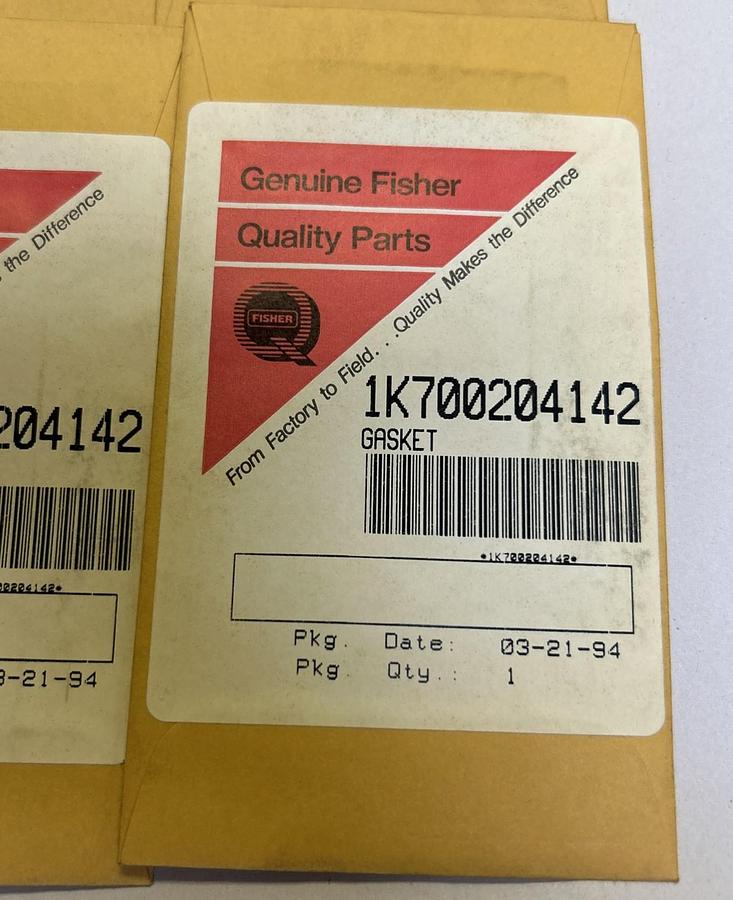 Genuine Fisher
Quality Parts
FISHER
From Factory to Field. . .Quality Makes the Difference
1K700204142
GASKET
*1K700204142*
Pkg. Date: 03-21-94
Pkg. Qty.: 1
the Difference
204142
00204142*
3-21-94